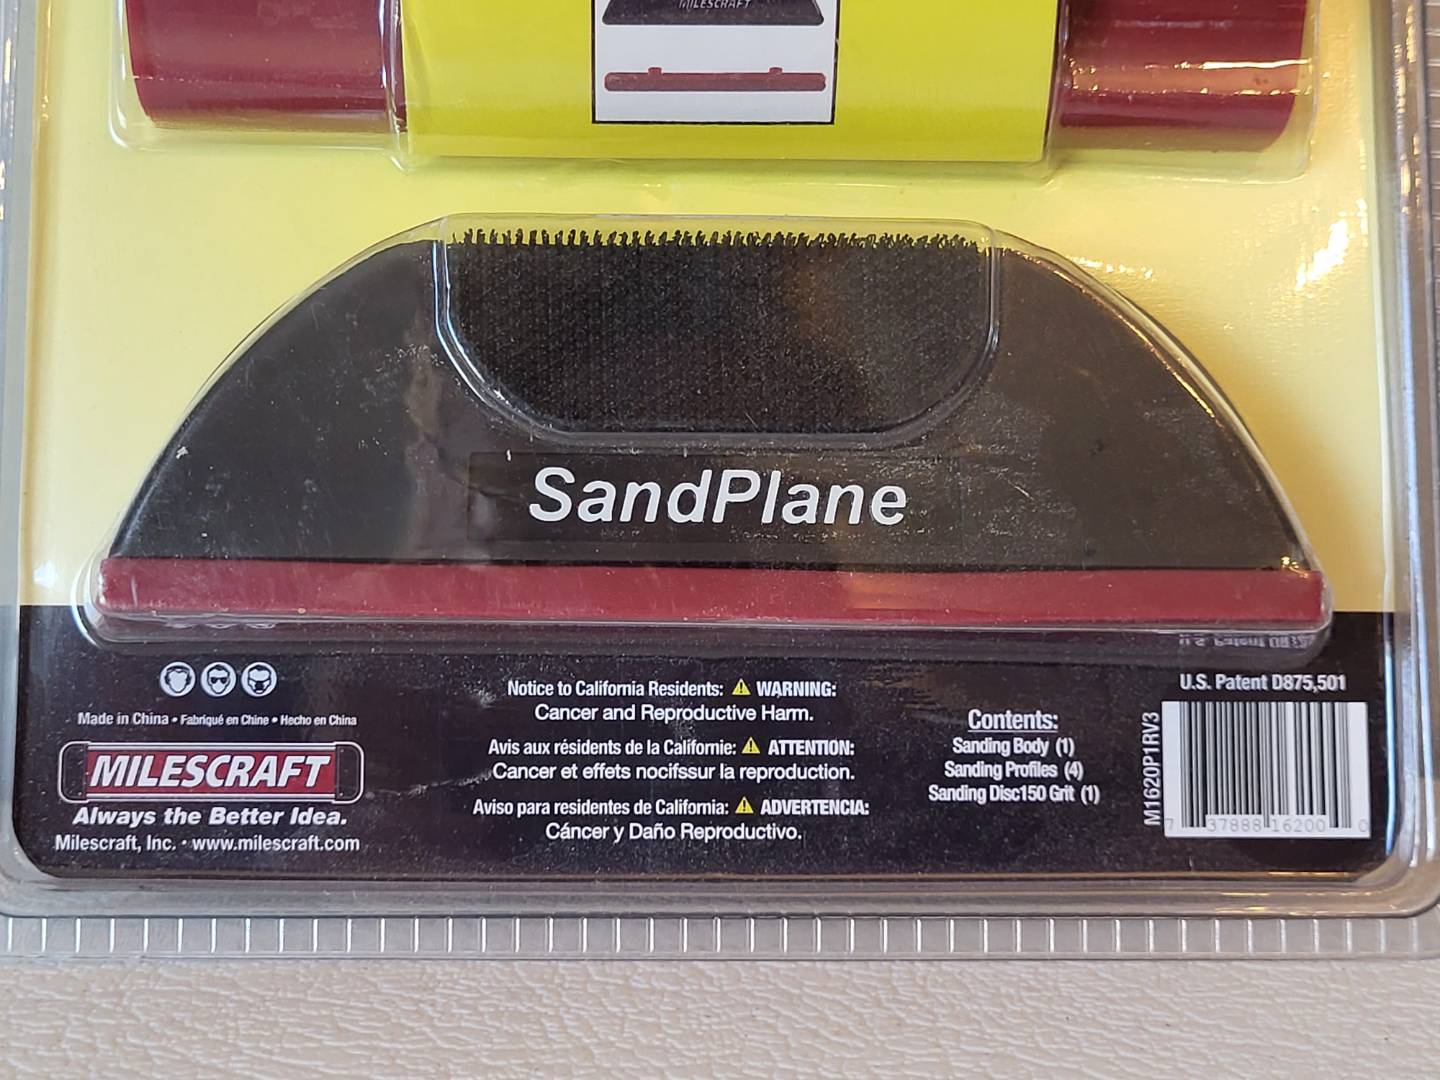 MILESCRAFT
SandPlane
Made in China • Fabriqué en Chine • Hecho en China
MILESCRAFT
Always the Better Idea.
Milescraft, Inc. • www.milescraft.com
Notice to California Residents: ⚠ WARNING:
Cancer and Reproductive Harm.
Avis aux résidents de la Californie: ⚠ ATTENTION:
Cancer et effets nocifssur la reproduction.
Aviso para residentes de California: ⚠ ADVERTENCIA:
Cáncer y Daño Reproductivo.
Contents:
Sanding Body (1)
Sanding Profiles (4)
Sanding Disc150 Grit (1)
U.S. Patent D875,501
M1620P1RV3
7 37888 16200 0